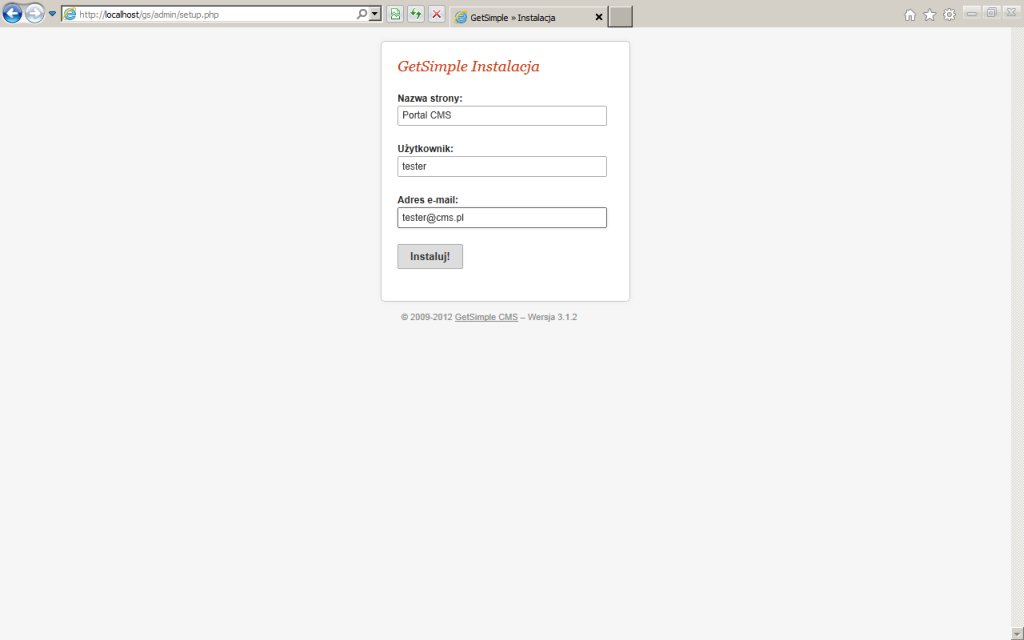 http://localhost/gs/admin/setup.php
GetSimple » Instalacja
GetSimple Instalacja
Nazwa strony:
Portal CMS
Użytkownik:
tester
Adres e-mail:
tester@cms.pl
Instaluj!
© 2009-2012 GetSimple CMS – Wersja 3.1.2